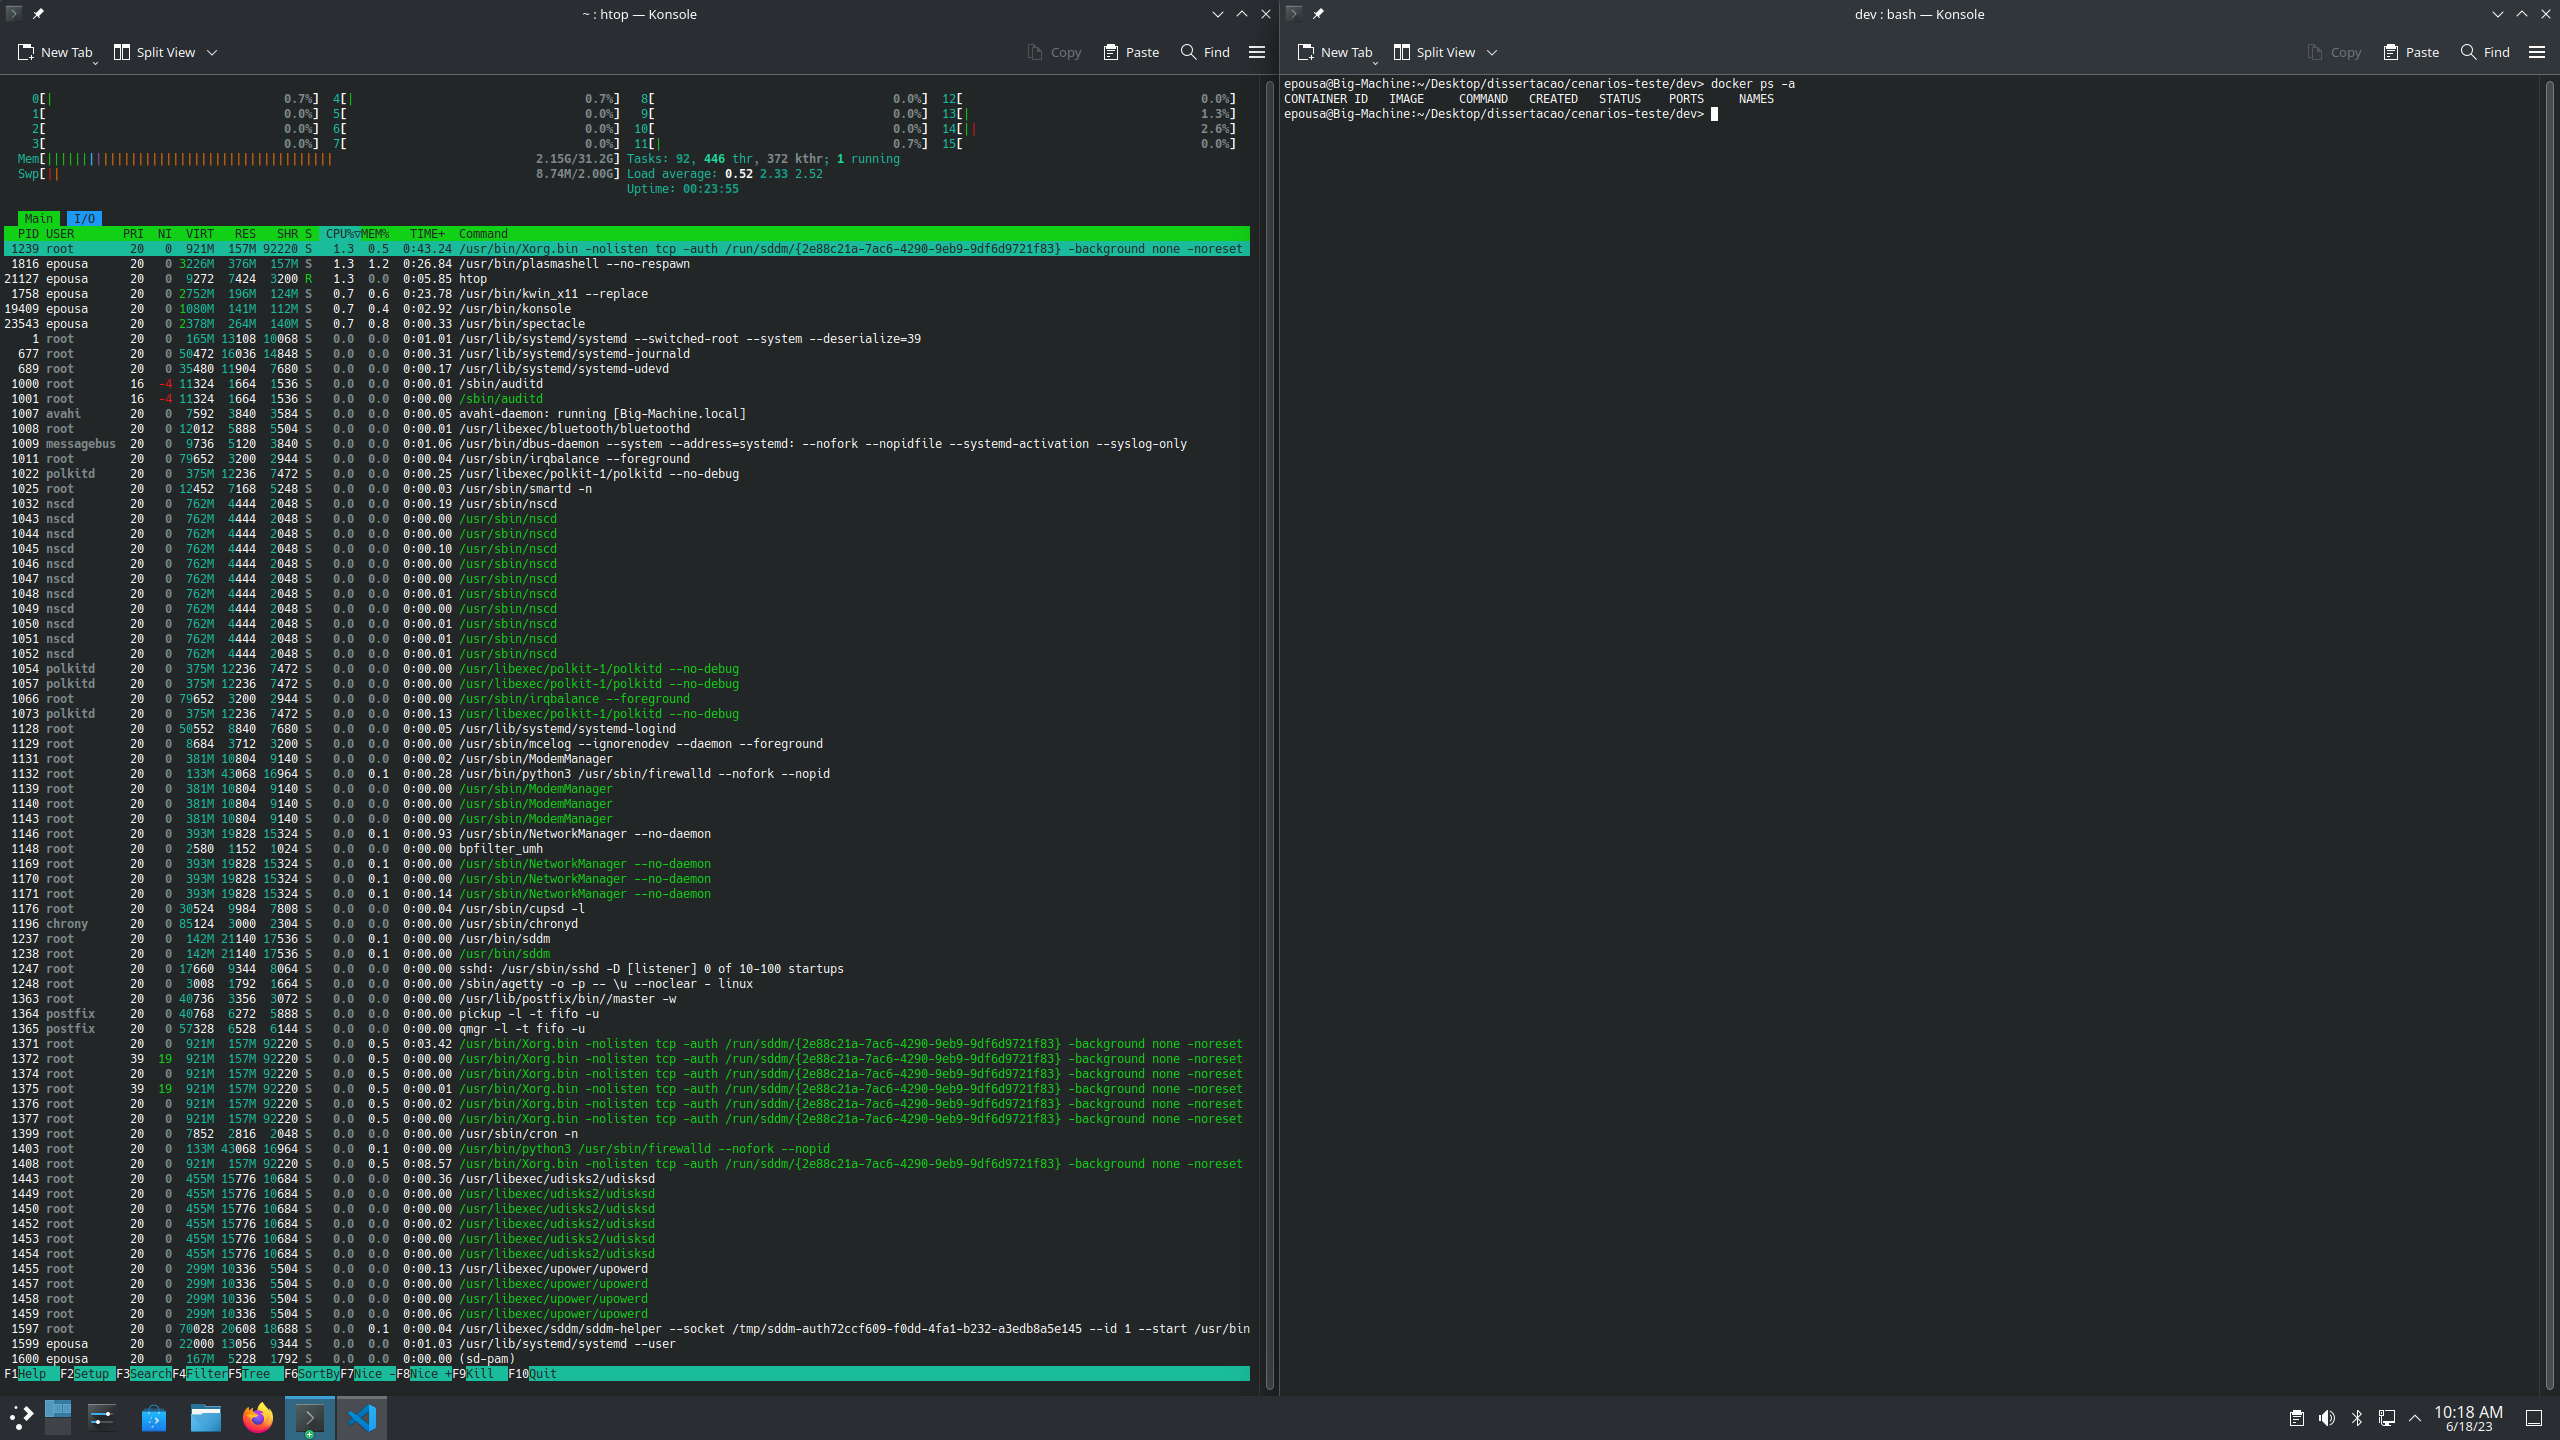 ~ : htop — Konsole
New Tab Split View Copy Paste Find
0[| 0.7%] 4[| 0.7%] 8[ 0.0%] 12[ 0.0%]
1[ 0.0%] 5[ 0.0%] 9[ 0.0%] 13[| 1.3%]
2[ 0.0%] 6[ 0.0%] 10[ 0.0%] 14[|| 2.6%]
3[ 0.0%] 7[ 0.0%] 11[| 0.7%] 15[ 0.0%]
Mem[|||||||||||||||||||||||||||||||||||||||||2.15G/31.2G] Tasks: 92, 446 thr, 372 kthr; 1 running
Swp[|| 8.74M/2.00G] Load average: 0.52 2.33 2.52
Uptime: 00:23:55
Main I/O
PID USER PRI NI VIRT RES SHR S CPU%▽MEM% TIME+ Command
1239 root 20 0 921M 157M 92220 S 1.3 0.5 0:43.24 /usr/bin/Xorg.bin -nolisten tcp -auth /run/sddm/{2e88c21a-7ac6-4290-9eb9-9df6d9721f83} -background none -noreset
1816 epousa 20 0 3226M 376M 157M S 1.3 1.2 0:26.84 /usr/bin/plasmashell --no-respawn
21127 epousa 20 0 9272 7424 3200 R 1.3 0.0 0:05.85 htop
1758 epousa 20 0 2752M 196M 124M S 0.7 0.6 0:23.78 /usr/bin/kwin_x11 --replace
19409 epousa 20 0 1080M 141M 112M S 0.7 0.4 0:02.92 /usr/bin/konsole
23543 epousa 20 0 2378M 264M 140M S 0.7 0.8 0:00.33 /usr/bin/spectacle
1 root 20 0 165M 13108 10068 S 0.0 0.0 0:01.01 /usr/lib/systemd/systemd --switched-root --system --deserialize=39
677 root 20 0 50472 16036 14848 S 0.0 0.0 0:00.31 /usr/lib/systemd/systemd-journald
689 root 20 0 35480 11904 7680 S 0.0 0.0 0:00.17 /usr/lib/systemd/systemd-udevd
1000 root 16 -4 11324 1664 1536 S 0.0 0.0 0:00.01 /sbin/auditd
1001 root 16 -4 11324 1664 1536 S 0.0 0.0 0:00.00 /sbin/auditd
1007 avahi 20 0 7592 3840 3584 S 0.0 0.0 0:00.05 avahi-daemon: running [Big-Machine.local]
1008 root 20 0 12012 5888 5504 S 0.0 0.0 0:00.01 /usr/libexec/bluetooth/bluetoothd
1009 messagebus 20 0 9736 5120 3840 S 0.0 0.0 0:01.06 /usr/bin/dbus-daemon --system --address=systemd: --nofork --nopidfile --systemd-activation --syslog-only
1011 root 20 0 79652 3200 2944 S 0.0 0.0 0:00.04 /usr/sbin/irqbalance --foreground
1022 polkitd 20 0 375M 12236 7472 S 0.0 0.0 0:00.25 /usr/libexec/polkit-1/polkitd --no-debug
1025 root 20 0 12452 7168 5248 S 0.0 0.0 0:00.03 /usr/sbin/smartd -n
1032 nscd 20 0 762M 4444 2048 S 0.0 0.0 0:00.19 /usr/sbin/nscd
1043 nscd 20 0 762M 4444 2048 S 0.0 0.0 0:00.00 /usr/sbin/nscd
1044 nscd 20 0 762M 4444 2048 S 0.0 0.0 0:00.00 /usr/sbin/nscd
1045 nscd 20 0 762M 4444 2048 S 0.0 0.0 0:00.10 /usr/sbin/nscd
1046 nscd 20 0 762M 4444 2048 S 0.0 0.0 0:00.00 /usr/sbin/nscd
1047 nscd 20 0 762M 4444 2048 S 0.0 0.0 0:00.00 /usr/sbin/nscd
1048 nscd 20 0 762M 4444 2048 S 0.0 0.0 0:00.01 /usr/sbin/nscd
1049 nscd 20 0 762M 4444 2048 S 0.0 0.0 0:00.00 /usr/sbin/nscd
1050 nscd 20 0 762M 4444 2048 S 0.0 0.0 0:00.01 /usr/sbin/nscd
1051 nscd 20 0 762M 4444 2048 S 0.0 0.0 0:00.01 /usr/sbin/nscd
1052 nscd 20 0 762M 4444 2048 S 0.0 0.0 0:00.01 /usr/sbin/nscd
1054 polkitd 20 0 375M 12236 7472 S 0.0 0.0 0:00.00 /usr/libexec/polkit-1/polkitd --no-debug
1057 polkitd 20 0 375M 12236 7472 S 0.0 0.0 0:00.00 /usr/libexec/polkit-1/polkitd --no-debug
1066 root 20 0 79652 3200 2944 S 0.0 0.0 0:00.00 /usr/sbin/irqbalance --foreground
1073 polkitd 20 0 375M 12236 7472 S 0.0 0.0 0:00.13 /usr/libexec/polkit-1/polkitd --no-debug
1128 root 20 0 50552 8840 7680 S 0.0 0.0 0:00.05 /usr/lib/systemd/systemd-logind
1129 root 20 0 8684 3712 3200 S 0.0 0.0 0:00.00 /usr/sbin/mcelog --ignorenodev --daemon --foreground
1131 root 20 0 381M 10804 9140 S 0.0 0.0 0:00.02 /usr/sbin/ModemManager
1132 root 20 0 133M 43068 16964 S 0.0 0.1 0:00.28 /usr/bin/python3 /usr/sbin/firewalld --nofork --nopid
1139 root 20 0 381M 10804 9140 S 0.0 0.0 0:00.00 /usr/sbin/ModemManager
1140 root 20 0 381M 10804 9140 S 0.0 0.0 0:00.00 /usr/sbin/ModemManager
1143 root 20 0 381M 10804 9140 S 0.0 0.0 0:00.00 /usr/sbin/ModemManager
1146 root 20 0 393M 19828 15324 S 0.0 0.1 0:00.93 /usr/sbin/NetworkManager --no-daemon
1148 root 20 0 2580 1152 1024 S 0.0 0.0 0:00.00 bpfilter_umh
1169 root 20 0 393M 19828 15324 S 0.0 0.1 0:00.00 /usr/sbin/NetworkManager --no-daemon
1170 root 20 0 393M 19828 15324 S 0.0 0.1 0:00.00 /usr/sbin/NetworkManager --no-daemon
1171 root 20 0 393M 19828 15324 S 0.0 0.1 0:00.14 /usr/sbin/NetworkManager --no-daemon
1176 root 20 0 30524 9984 7808 S 0.0 0.0 0:00.04 /usr/sbin/cupsd -l
1196 chrony 20 0 85124 3000 2304 S 0.0 0.0 0:00.00 /usr/sbin/chronyd
1237 root 20 0 142M 21140 17536 S 0.0 0.1 0:00.00 /usr/bin/sddm
1238 root 20 0 142M 21140 17536 S 0.0 0.1 0:00.00 /usr/bin/sddm
1247 root 20 0 17660 9344 8064 S 0.0 0.0 0:00.00 sshd: /usr/sbin/sshd -D [listener] 0 of 10-100 startups
1248 root 20 0 3008 1792 1664 S 0.0 0.0 0:00.00 /sbin/agetty -o -p -- \u --noclear - linux
1363 root 20 0 40736 3356 3072 S 0.0 0.0 0:00.00 /usr/lib/postfix/bin//master -w
1364 postfix 20 0 40768 6272 5888 S 0.0 0.0 0:00.00 pickup -l -t fifo -u
1365 postfix 20 0 57328 6528 6144 S 0.0 0.0 0:00.00 qmgr -l -t fifo -u
1371 root 20 0 921M 157M 92220 S 0.0 0.5 0:03.42 /usr/bin/Xorg.bin -nolisten tcp -auth /run/sddm/{2e88c21a-7ac6-4290-9eb9-9df6d9721f83} -background none -noreset
1372 root 39 19 921M 157M 92220 S 0.0 0.5 0:00.00 /usr/bin/Xorg.bin -nolisten tcp -auth /run/sddm/{2e88c21a-7ac6-4290-9eb9-9df6d9721f83} -background none -noreset
1374 root 20 0 921M 157M 92220 S 0.0 0.5 0:00.00 /usr/bin/Xorg.bin -nolisten tcp -auth /run/sddm/{2e88c21a-7ac6-4290-9eb9-9df6d9721f83} -background none -noreset
1375 root 39 19 921M 157M 92220 S 0.0 0.5 0:00.01 /usr/bin/Xorg.bin -nolisten tcp -auth /run/sddm/{2e88c21a-7ac6-4290-9eb9-9df6d9721f83} -background none -noreset
1376 root 20 0 921M 157M 92220 S 0.0 0.5 0:00.02 /usr/bin/Xorg.bin -nolisten tcp -auth /run/sddm/{2e88c21a-7ac6-4290-9eb9-9df6d9721f83} -background none -noreset
1377 root 20 0 921M 157M 92220 S 0.0 0.5 0:00.00 /usr/bin/Xorg.bin -nolisten tcp -auth /run/sddm/{2e88c21a-7ac6-4290-9eb9-9df6d9721f83} -background none -noreset
1399 root 20 0 7852 2816 2048 S 0.0 0.0 0:00.00 /usr/sbin/cron -n
1403 root 20 0 133M 43068 16964 S 0.0 0.1 0:00.00 /usr/bin/python3 /usr/sbin/firewalld --nofork --nopid
1408 root 20 0 921M 157M 92220 S 0.0 0.5 0:08.57 /usr/bin/Xorg.bin -nolisten tcp -auth /run/sddm/{2e88c21a-7ac6-4290-9eb9-9df6d9721f83} -background none -noreset
1443 root 20 0 455M 15776 10684 S 0.0 0.0 0:00.36 /usr/libexec/udisks2/udisksd
1449 root 20 0 455M 15776 10684 S 0.0 0.0 0:00.00 /usr/libexec/udisks2/udisksd
1450 root 20 0 455M 15776 10684 S 0.0 0.0 0:00.00 /usr/libexec/udisks2/udisksd
1452 root 20 0 455M 15776 10684 S 0.0 0.0 0:00.02 /usr/libexec/udisks2/udisksd
1453 root 20 0 455M 15776 10684 S 0.0 0.0 0:00.00 /usr/libexec/udisks2/udisksd
1454 root 20 0 455M 15776 10684 S 0.0 0.0 0:00.00 /usr/libexec/udisks2/udisksd
1455 root 20 0 299M 10336 5504 S 0.0 0.0 0:00.13 /usr/libexec/upower/upowerd
1457 root 20 0 299M 10336 5504 S 0.0 0.0 0:00.00 /usr/libexec/upower/upowerd
1458 root 20 0 299M 10336 5504 S 0.0 0.0 0:00.00 /usr/libexec/upower/upowerd
1459 root 20 0 299M 10336 5504 S 0.0 0.0 0:00.06 /usr/libexec/upower/upowerd
1597 root 20 0 70028 20608 18688 S 0.0 0.1 0:00.04 /usr/libexec/sddm/sddm-helper --socket /tmp/sddm-auth72ccf609-f0dd-4fa1-b232-a3edb8a5e145 --id 1 --start /usr/bin
1599 epousa 20 0 22000 13056 9344 S 0.0 0.0 0:01.03 /usr/lib/systemd/systemd --user
1600 epousa 20 0 167M 5228 1792 S 0.0 0.0 0:00.00 (sd-pam)
F1Help F2Setup F3SearchF4FilterF5Tree F6SortByF7Nice -F8Nice +F9Kill F10Quit
dev : bash — Konsole
New Tab Split View Copy Paste Find
epousa@Big-Machine:~/Desktop/dissertacao/cenarios-teste/dev> docker ps -a
CONTAINER ID IMAGE COMMAND CREATED STATUS PORTS NAMES
epousa@Big-Machine:~/Desktop/dissertacao/cenarios-teste/dev>
10:18 AM
6/18/23